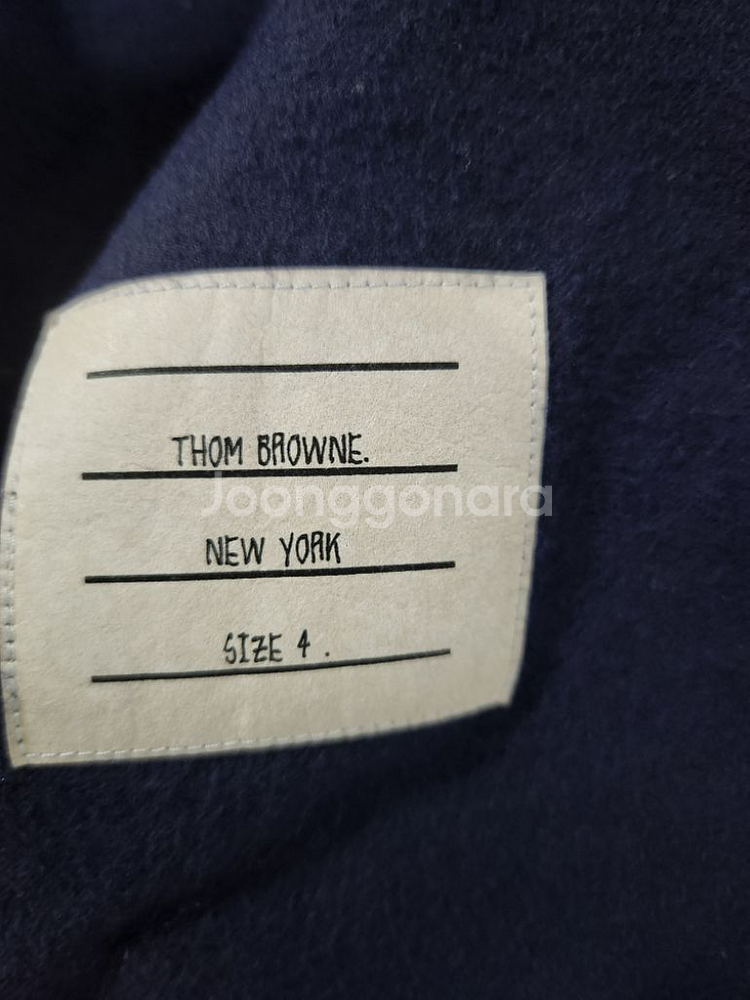 THOM BROWNE.
Joonggonara
NEW YORK
SIZE 4 .